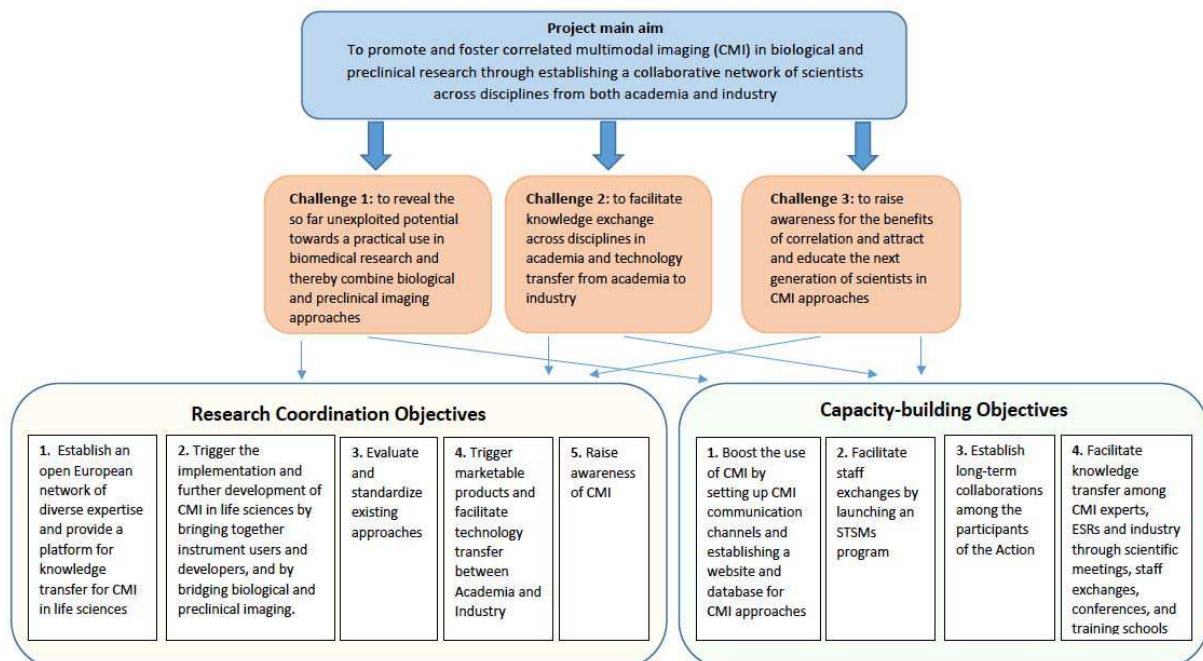 Project main aim
To promote and foster correlated multimodal imaging (CMI) in biological and
preclinical research through establishing a collaborative network of scientists
across disciplines from both academia and industry
Challenge 1: to reveal the
so far unexploited potential
towards a practical use in
biomedical research and
thereby combine biological
and preclinical imaging
approaches
Challenge 2: to facilitate
knowledge exchange
across disciplines in
academia and technology
transfer from academia to
industry
Challenge 3: to raise
awareness for the benefits
of correlation and attract
and educate the next
generation of scientists in
CMI approaches
Research Coordination Objectives
1. Establish an
open European
network of
diverse expertise
and provide a
platform for
knowledge
transfer for CMI
in life sciences
2. Trigger the
implementation and
further development of
CMI in life sciences by
bringing together
instrument users and
developers, and by
bridging biological and
preclinical imaging.
3. Evaluate
and
standardize
existing
approaches
4. Trigger
marketable
products and
facilitate
technology
transfer
between
Academia and
Industry
5. Raise
awareness
of CMI
Capacity-building Objectives
1. Boost the use
of CMI by
setting up CMI
communication
channels and
establishing a
website and
database for
CMI approaches
2. Facilitate
staff
exchanges by
launching an
STSMs
program
3. Establish
long-term
collaborations
among the
participants
of the Action
4. Facilitate
knowledge
transfer among
CMI experts,
ESRs and industry
through scientific
meetings, staff
exchanges,
conferences, and
training schools